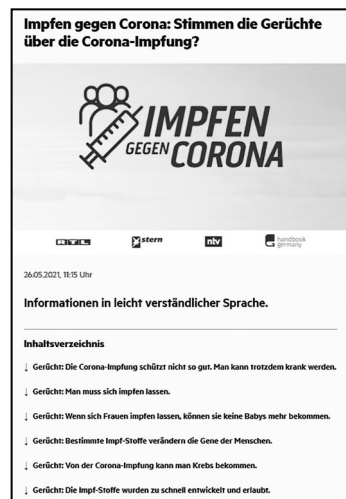 Impfen gegen Corona: Stimmen die Gerüchte
über die Corona-Impfung?
IMPFEN
GEGEN CORONA
RTL stern ntv handbook
germany
26.05.2021, 11:15 Uhr
Informationen in leicht verständlicher Sprache.
Inhaltsverzeichnis
↓ Gerücht: Die Corona-Impfung schützt nicht so gut. Man kann trotzdem krank werden.
↓ Gerücht: Man muss sich impfen lassen.
↓ Gerücht: Wenn sich Frauen impfen lassen, können sie keine Babys mehr bekommen.
↓ Gerücht: Bestimmte Impf-Stoffe verändern die Gene der Menschen.
↓ Gerücht: Von der Corona-Impfung kann man Krebs bekommen.
↓ Gerücht: Die Impf-Stoffe wurden zu schnell entwickelt und erlaubt.